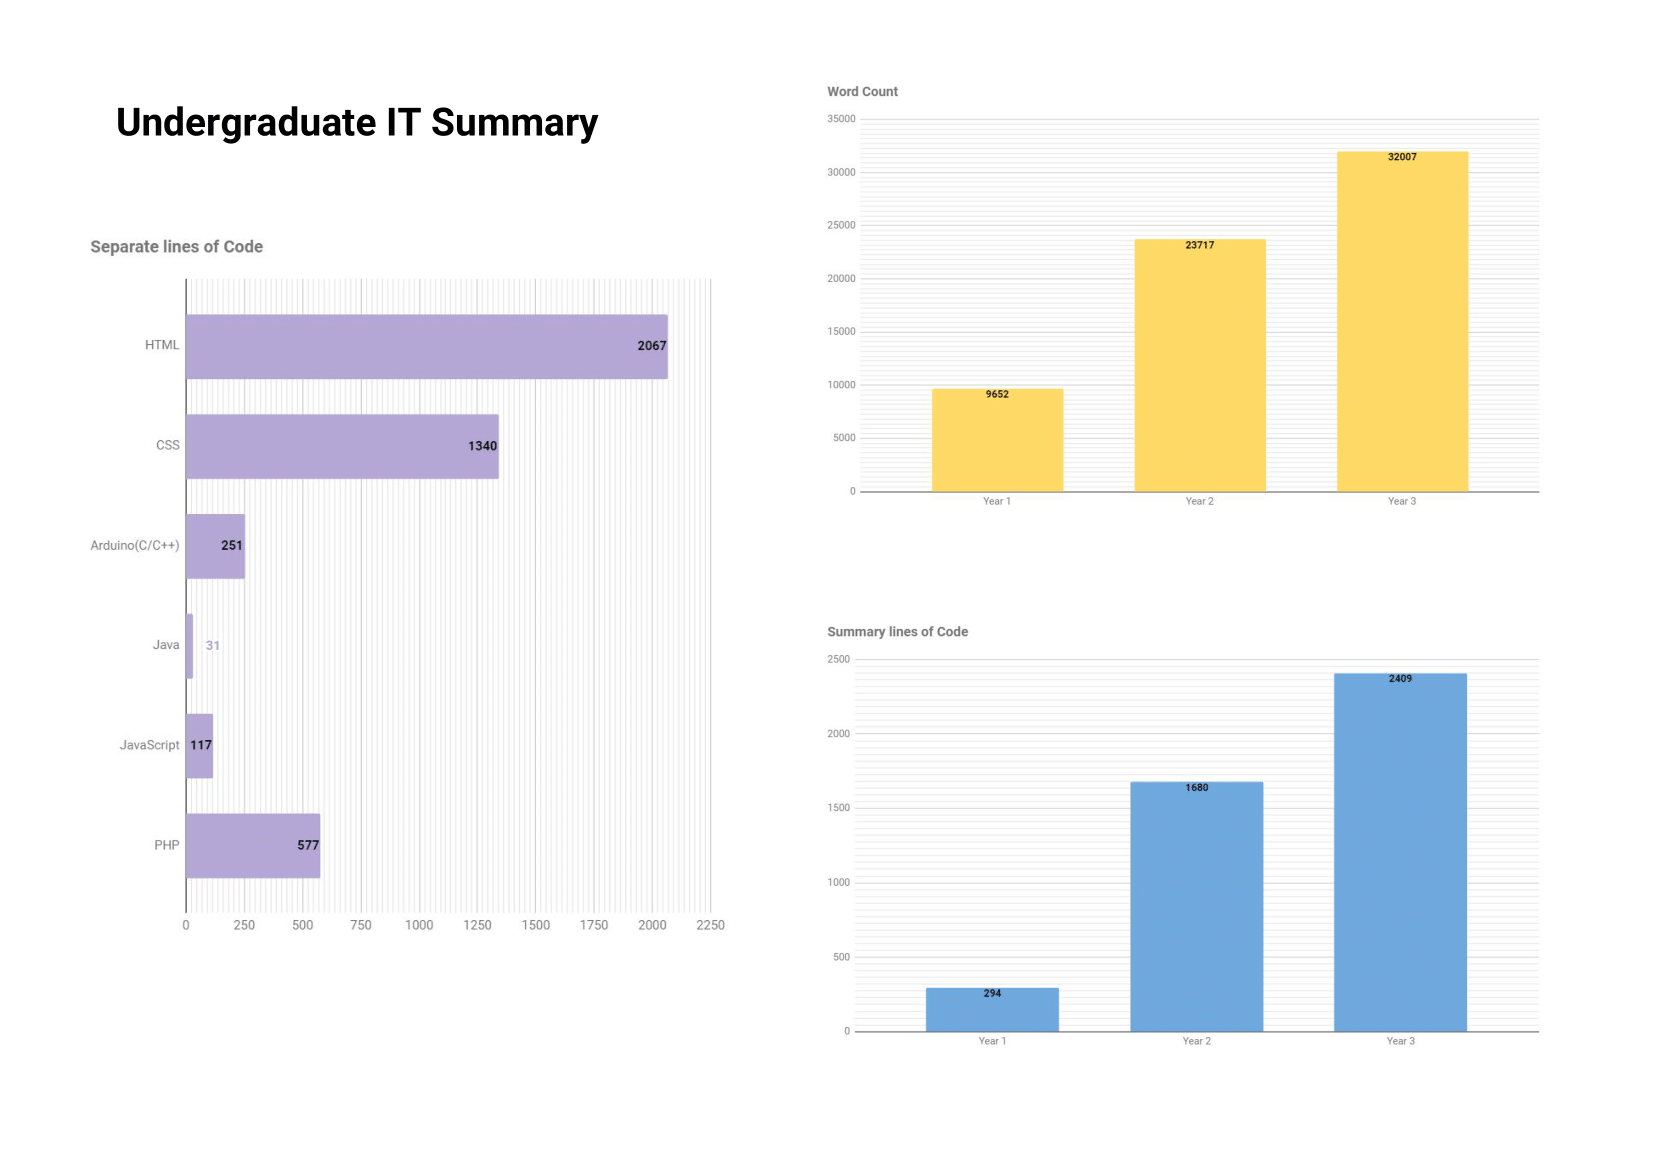 Undergraduate IT Summary
Separate lines of Code
HTML 2067
CSS 1340
Arduino(C/C++) 251
Java 31
JavaScript 117
PHP 577
0 250 500 750 1000 1250 1500 1750 2000 2250
Word Count
35000
32007
30000
25000
23717
20000
15000
10000
9652
5000
0
Year 1 Year 2 Year 3
Summary lines of Code
2500
2409
2000
1680
1500
1000
500
294
0
Year 1 Year 2 Year 3